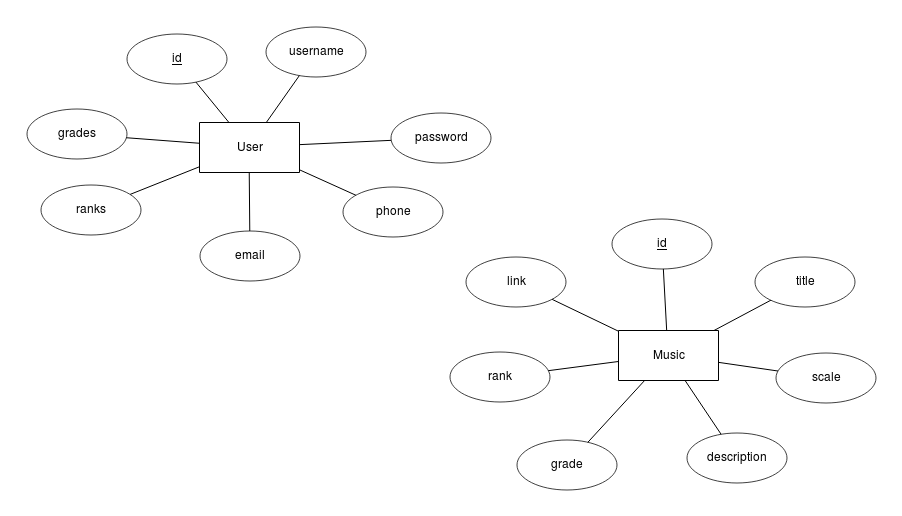 id
username
grades
User
password
ranks
phone
email
id
link
title
Music
rank
scale
grade
description